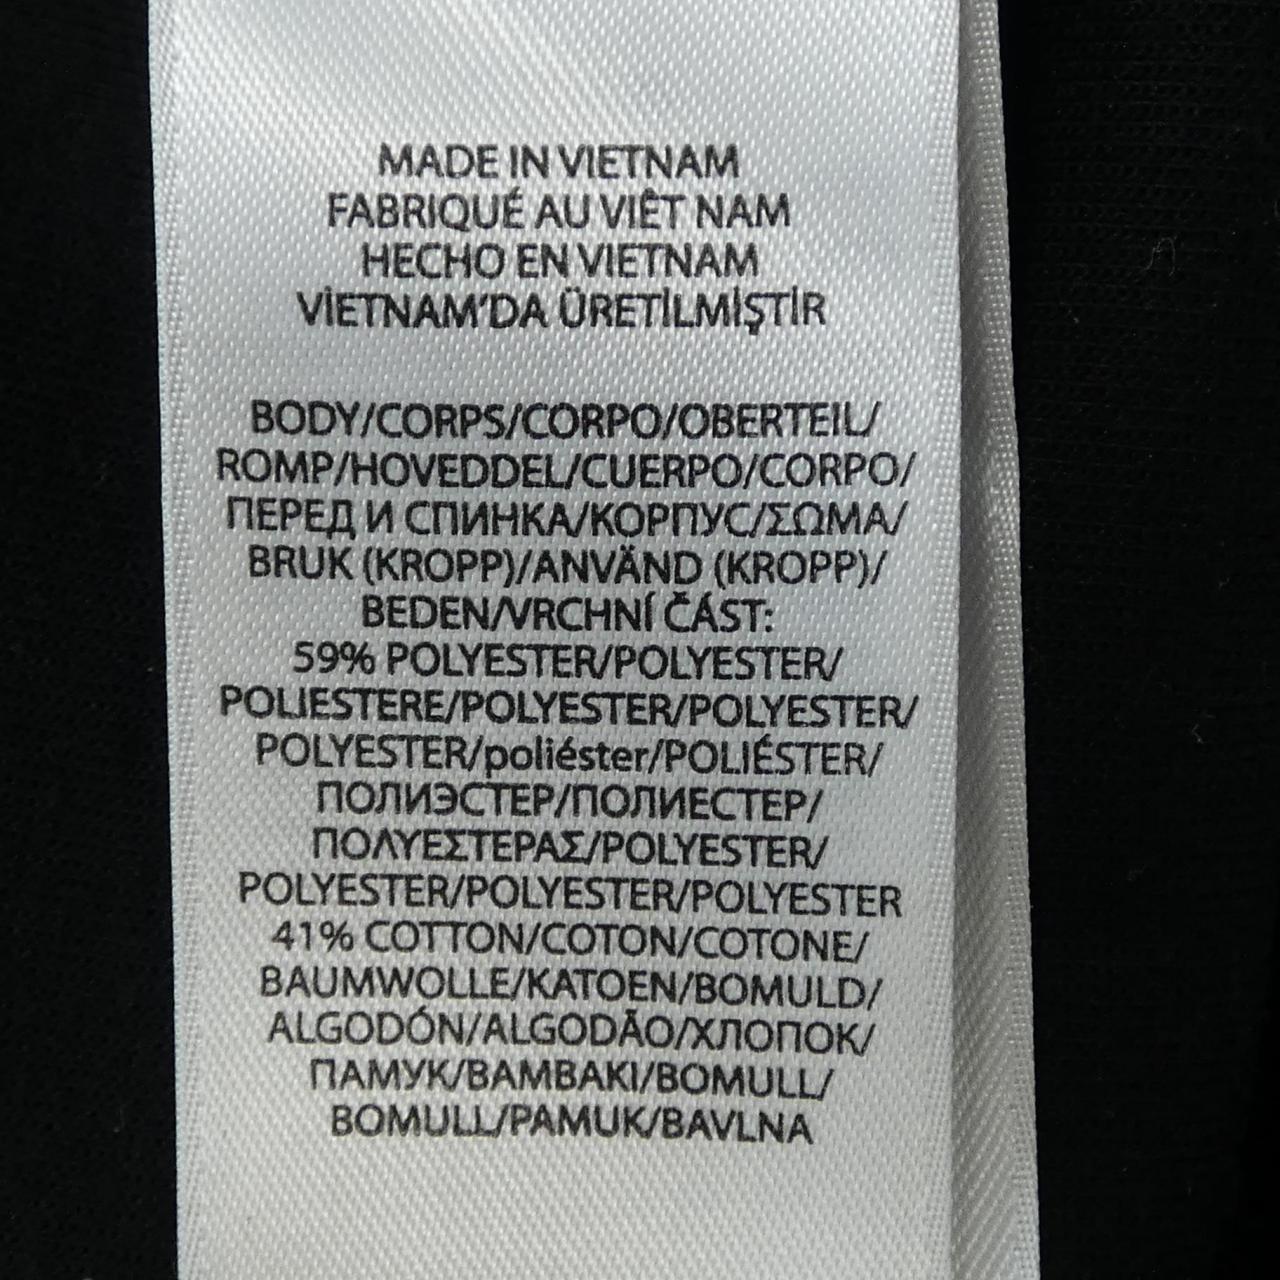 MADE IN VIETNAM
FABRIQUÉ AU VIÊT NAM
HECHO EN VIETNAM
VİETNAM'DA ÜRETİLMİŞTİR
BODY/CORPS/CORPO/OBERTEIL/
ROMP/HOVEDDEL/CUERPO/CORPO/
ПЕРЕД И СПИНКА/КОРПУС/ΣΩΜΑ/
BRUK (KROPP)/ANVÄND (KROPP)/
BEDEN/VRCHNÍ ČÁST:
59% POLYESTER/POLYESTER/
POLIESTERE/POLYESTER/POLYESTER/
POLYESTER/poliéster/POLIÉSTER/
ПОЛИЭСТЕР/ПОЛИЕСТЕР/
ΠΟΛΥΕΣΤΕΡΑΣ/POLYESTER/
POLYESTER/POLYESTER/POLYESTER
41% COTTON/COTON/COTONE/
BAUMWOLLE/KATOEN/BOMULD/
ALGODÓN/ALGODÃO/ХЛОПОК/
ПАМУК/ΒΑΜΒΑΚΙ/BOMULL/
BOMULL/PAMUK/BAVLNA